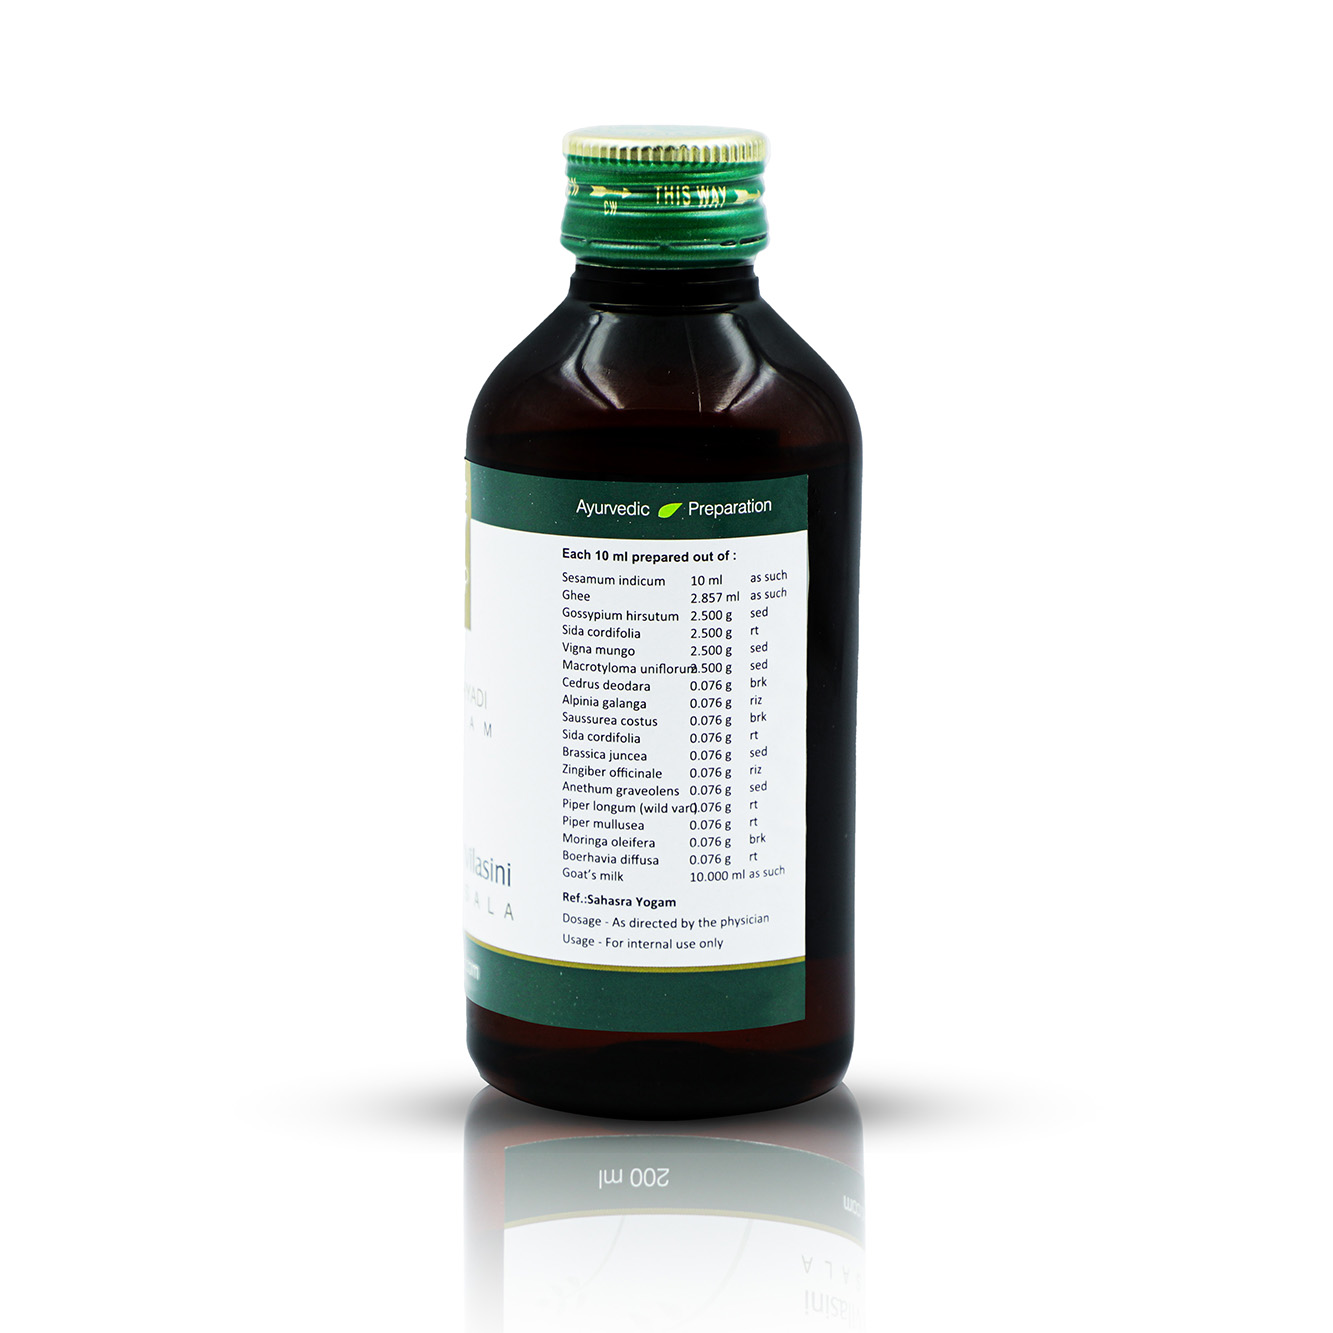 THIS WAY
CW
Ayurvedic Preparation
Each 10 ml prepared out of :
Sesamum indicum 10 ml as such
Ghee 2.857 ml as such
Gossypium hirsutum 2.500 g sed
Sida cordifolia 2.500 g rt
Vigna mungo 2.500 g sed
Macrotyloma uniflorum 2.500 g sed
Cedrus deodara 0.076 g brk
Alpinia galanga 0.076 g riz
Saussurea costus 0.076 g brk
Sida cordifolia 0.076 g rt
Brassica juncea 0.076 g sed
Zingiber officinale 0.076 g riz
Anethum graveolens 0.076 g sed
Piper longum (wild var) 0.076 g rt
Piper mullusea 0.076 g rt
Moringa oleifera 0.076 g brk
Boerhavia diffusa 0.076 g rt
Goat's milk 10.000 ml as such
Ref.:Sahasra Yogam
Dosage - As directed by the physician
Usage - For internal use only
YADI
A M
ilasini
A L A
200 ml